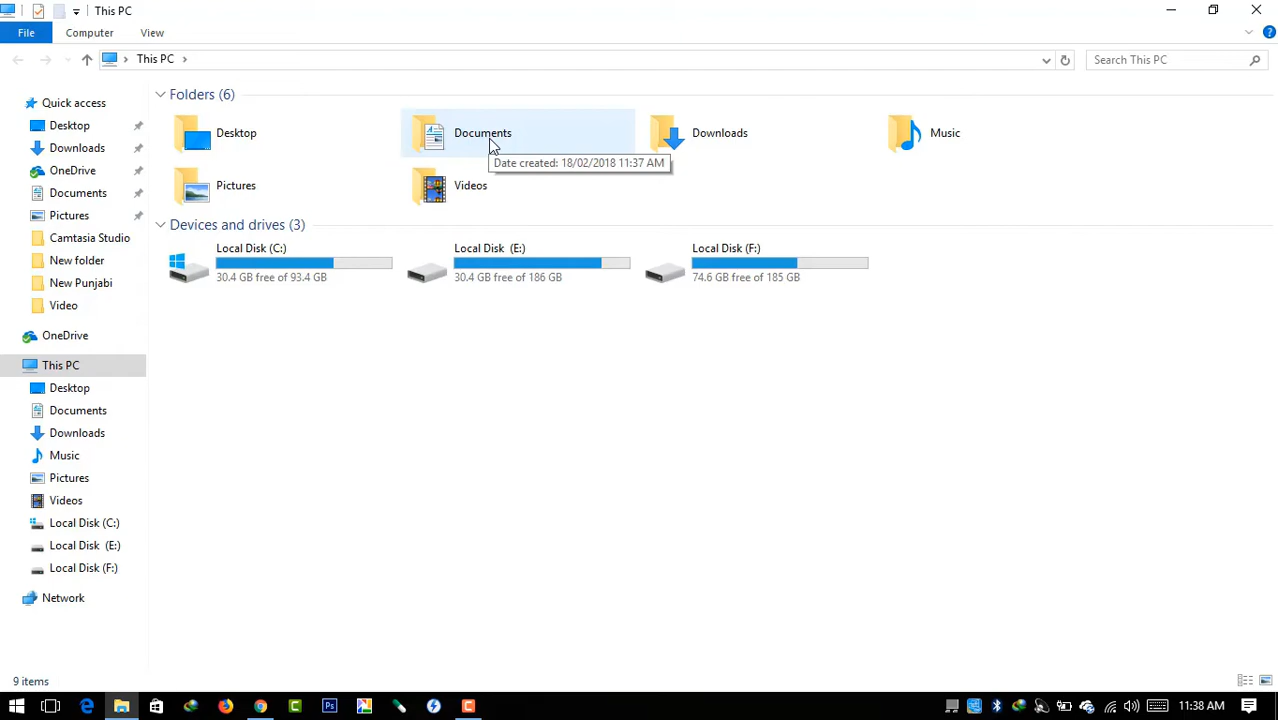 This PC
File Computer View
This PC
Search This PC
Quick access
Desktop
Downloads
OneDrive
Documents
Pictures
Camtasia Studio
New folder
New Punjabi
Video
OneDrive
This PC
Desktop
Documents
Downloads
Music
Pictures
Videos
Local Disk (C:)
Local Disk (E:)
Local Disk (F:)
Network
Folders (6)
Desktop
Documents
Downloads
Music
Date created: 18/02/2018 11:37 AM
Pictures
Videos
Devices and drives (3)
Local Disk (C:)
30.4 GB free of 93.4 GB
Local Disk (E:)
30.4 GB free of 186 GB
Local Disk (F:)
74.6 GB free of 185 GB
9 items
Ps
C
11:38 AM